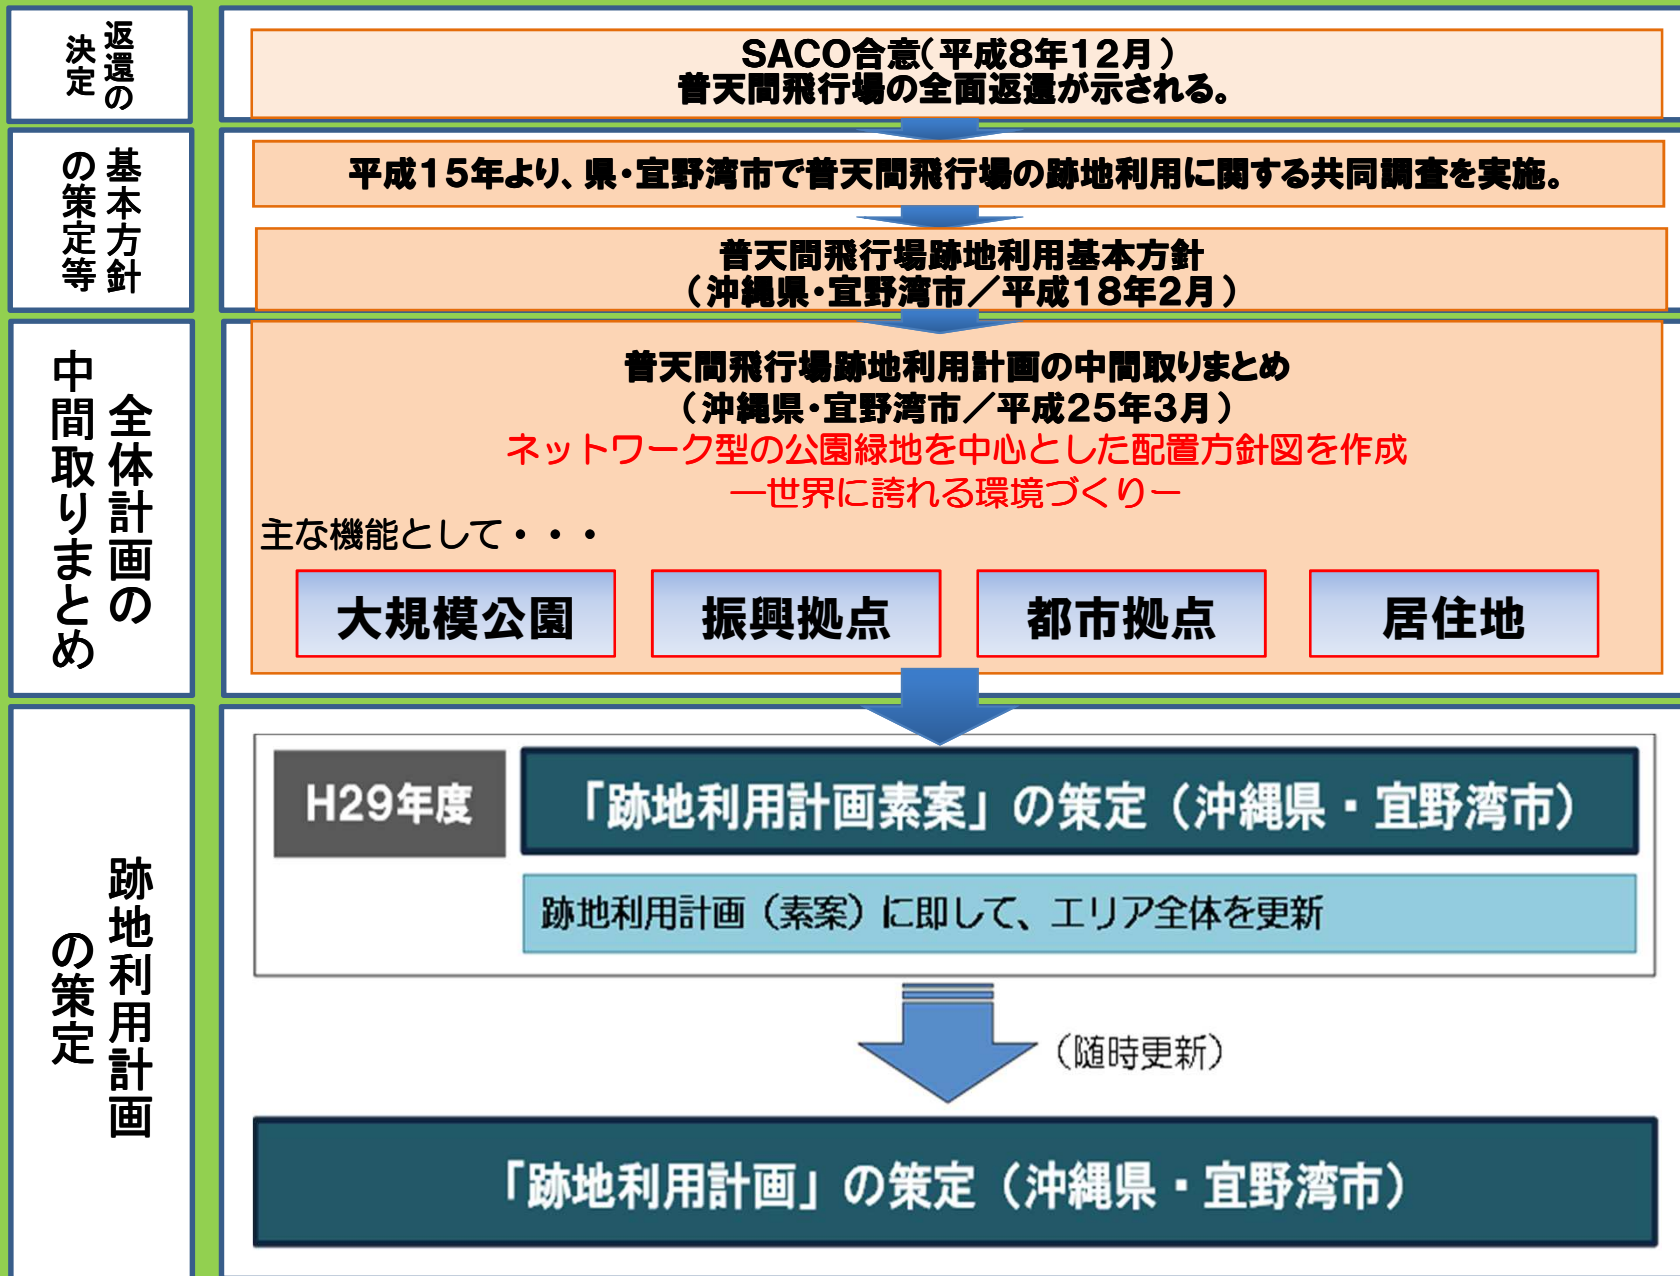 返還の
決定
SACO合意(平成8年12月)
普天間飛行場の全面返還が示される。
基本方針
の策定等
平成15年より、県・宜野湾市で普天間飛行場の跡地利用に関する共同調査を実施。
普天間飛行場跡地利用基本方針
（沖縄県・宜野湾市／平成18年2月）
全体計画の
中間取りまとめ
普天間飛行場跡地利用計画の中間取りまとめ
（沖縄県・宜野湾市／平成25年3月）
ネットワーク型の公園緑地を中心とした配置方針図を作成
―世界に誇れる環境づくりー
主な機能として・・・
大規模公園
振興拠点
都市拠点
居住地
跡地利用計画
の策定
H29年度
「跡地利用計画素案」の策定（沖縄県・宜野湾市）
跡地利用計画（素案）に即して、エリア全体を更新
（随時更新）
「跡地利用計画」の策定（沖縄県・宜野湾市）